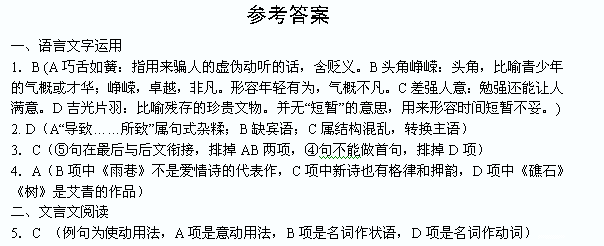 参考答案
一、语言文字运用
1．B (A 巧舌如簧：指用来骗人的虚伪动听的话，含贬义。B 头角峥嵘：头角，比喻青少年
的气概或才华；峥嵘，卓越，非凡。形容年轻有为，气概不凡。C 差强人意：勉强还能让人
满意。D 吉光片羽：比喻残存的珍贵文物。并无“短暂”的意思，用来形容时间短暂不妥。)
2. D（A“导致……所致”属句式杂糅；B 缺宾语；C 属结构混乱，转换主语）
3．C（⑤句在最后与后文衔接，排掉 AB 两项，④句不能做首句，排掉 D 项）
4．A（B 项中《雨巷》不是爱情诗的代表作，C 项中新诗也有格律和押韵，D 项中《礁石》
《树》是艾青的作品）
二、文言文阅读
5．C （例句为使动用法，A 项是意动用法，B 项是名词作状语，D 项是名词作动词）